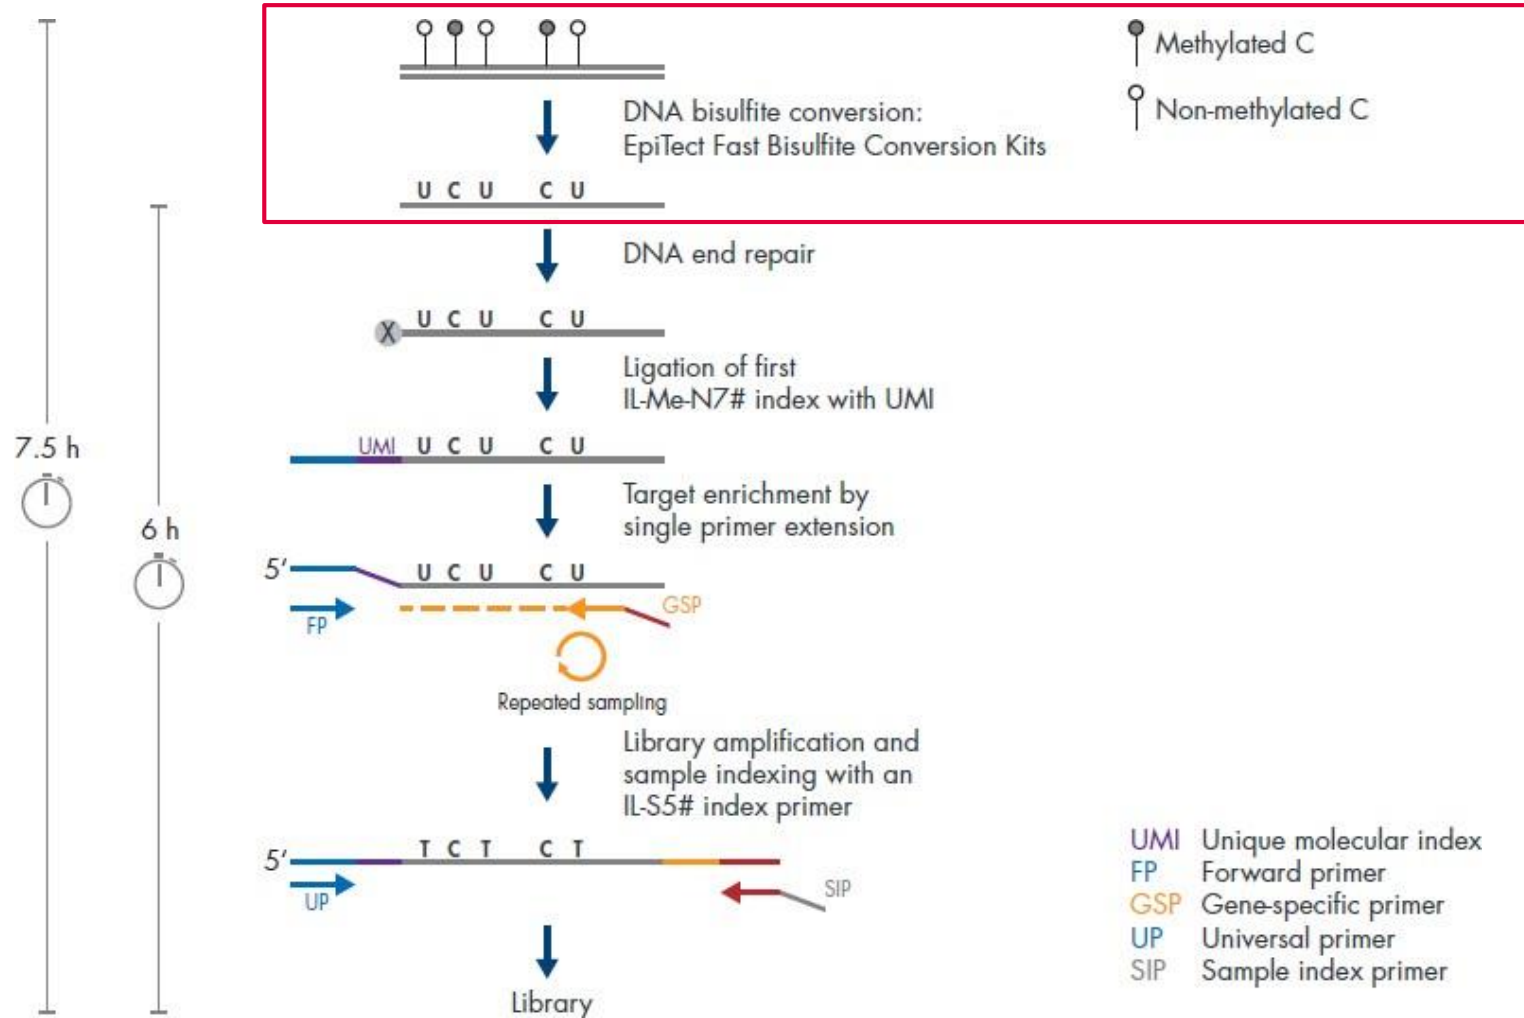 Methylated C
Non-methylated C
DNA bisulfite conversion:
EpiTect Fast Bisulfite Conversion Kits
U C U C U
DNA end repair
X U C U C U
Ligation of first
IL-Me-N7# index with UMI
7.5 h
UMI U C U C U
Target enrichment by
single primer extension
6 h
5′ U C U C U
FP GSP
Repeated sampling
Library amplification and
sample indexing with an
IL-S5# index primer
5′ T C T C T
UP SIP
Library
UMI Unique molecular index
FP Forward primer
GSP Gene-specific primer
UP Universal primer
SIP Sample index primer